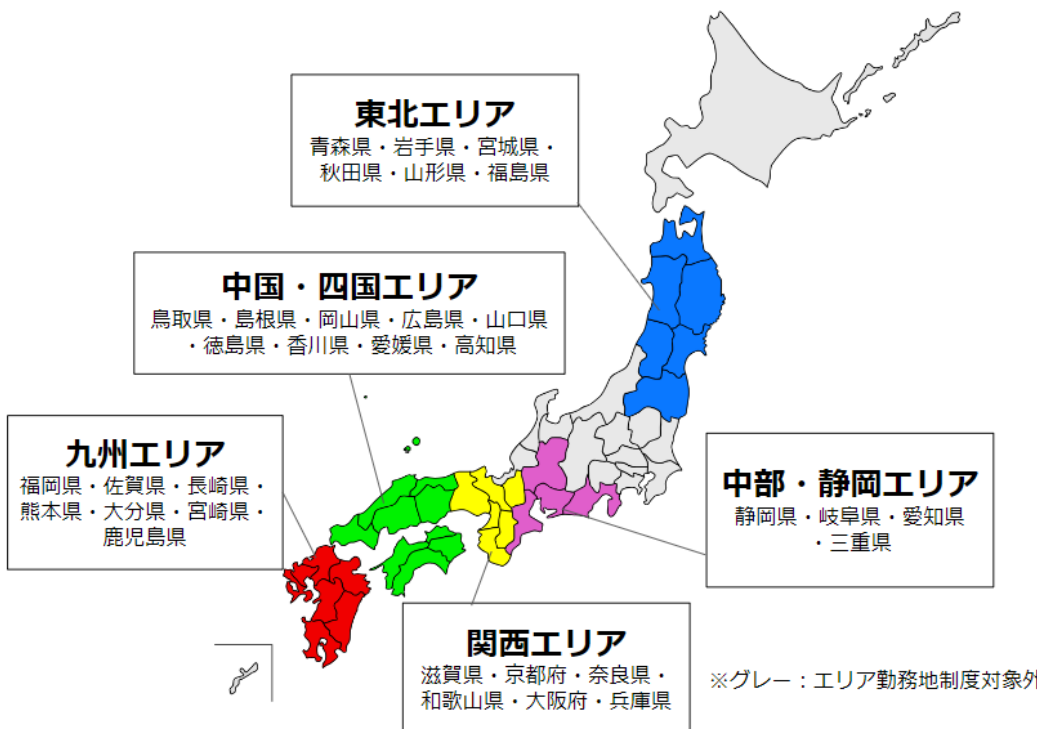 東北エリア
青森県・岩手県・宮城県・
秋田県・山形県・福島県
中国・四国エリア
鳥取県・島根県・岡山県・広島県・山口県
・徳島県・香川県・愛媛県・高知県
九州エリア
福岡県・佐賀県・長崎県・
熊本県・大分県・宮崎県・
鹿児島県
中部・静岡エリア
静岡県・岐阜県・愛知県
・三重県
関西エリア
滋賀県・京都府・奈良県・
和歌山県・大阪府・兵庫県
※グレー：エリア勤務地制度対象外